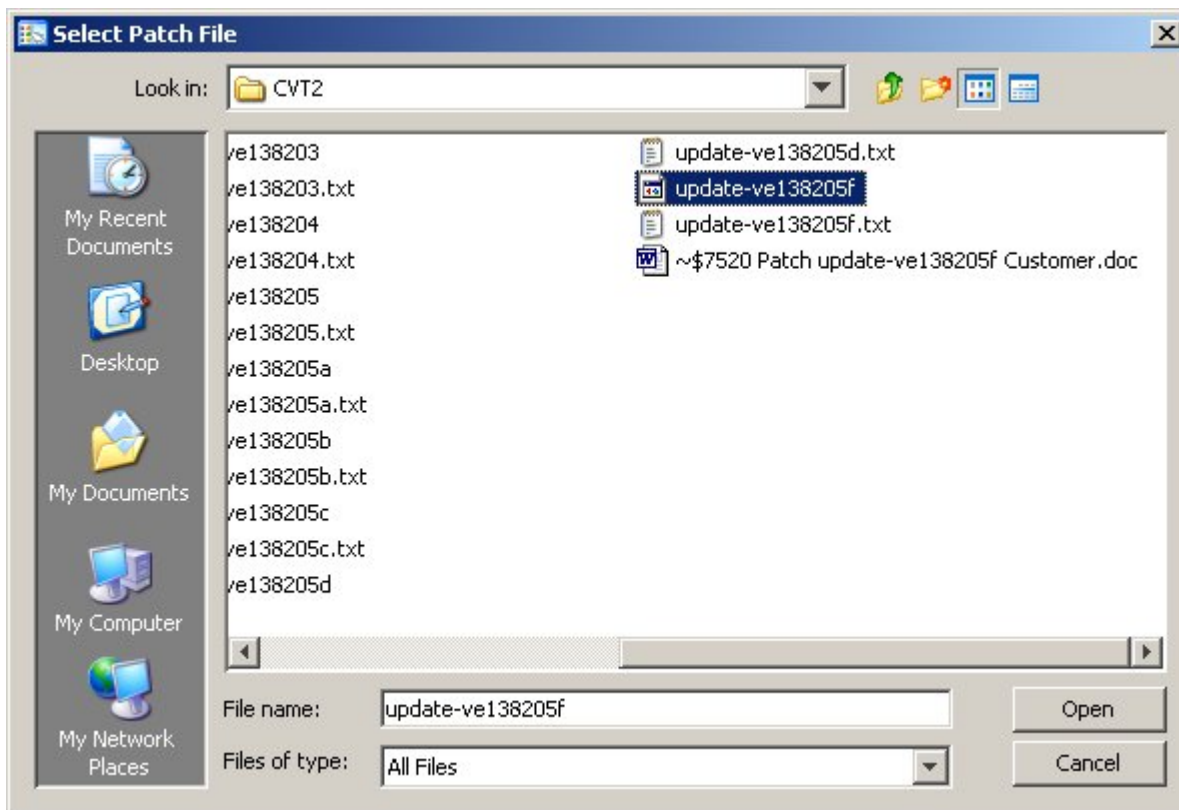 Select Patch File
Look in: CVT2
My Recent
Documents
Desktop
My Documents
My Computer
My Network
Places
ve138203
ve138203.txt
ve138204
ve138204.txt
ve138205
ve138205.txt
ve138205a
ve138205a.txt
ve138205b
ve138205b.txt
ve138205c
ve138205c.txt
ve138205d
update-ve138205d.txt
update-ve138205f
update-ve138205f.txt
~$7520 Patch update-ve138205f Customer.doc
File name: update-ve138205f Open
Files of type: All Files Cancel